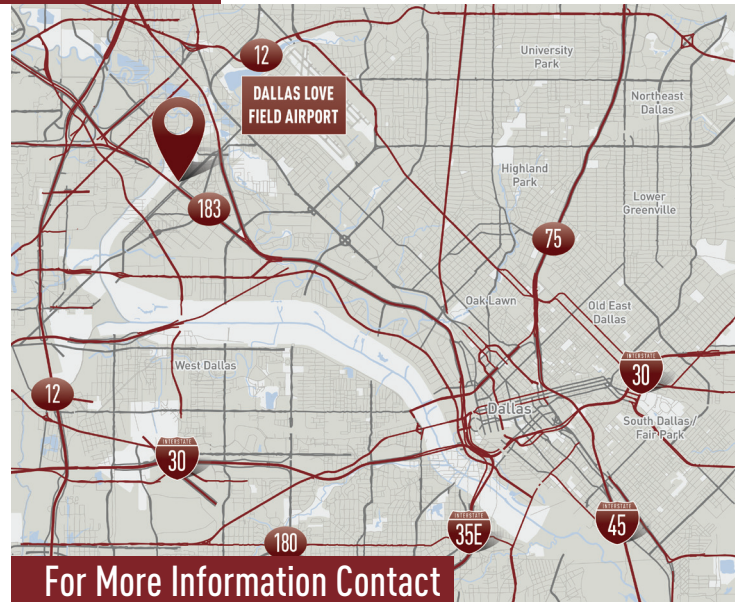 12
University
Park
DALLAS LOVE
FIELD AIRPORT
Northeast
Dallas
Highland
Park
Lower
Greenville
183
75
Oak Lawn
Old East
Dallas
West Dallas
INTERSTATE
30
12
Dallas
South Dallas/
Fair Park
INTERSTATE
30
INTERSTATE
35E
INTERSTATE
45
180
For More Information Contact